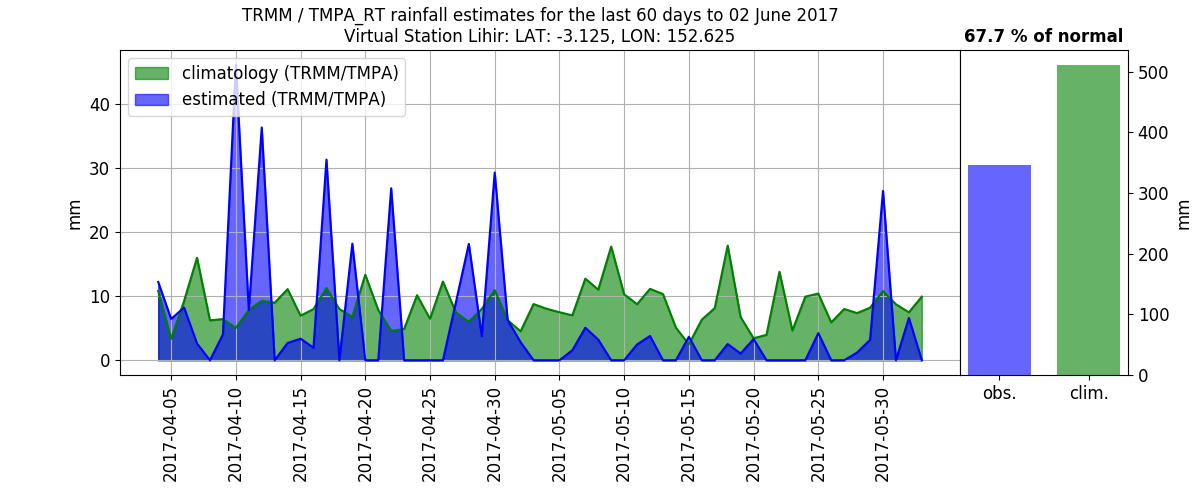 TRMM / TMPA_RT rainfall estimates for the last 60 days to 02 June 2017
Virtual Station Lihir: LAT: -3.125, LON: 152.625
67.7 % of normal
climatology (TRMM/TMPA)
estimated (TRMM/TMPA)
mm
40
30
20
10
0
2017-04-05
2017-04-10
2017-04-15
2017-04-20
2017-04-25
2017-04-30
2017-05-05
2017-05-10
2017-05-15
2017-05-20
2017-05-25
2017-05-30
500
400
300
200
100
0
mm
obs.
clim.